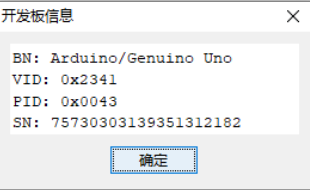 开发板信息
BN: Arduino/Genuino Uno
VID: 0x2341
PID: 0x0043
SN: 75730303139351312182
确定